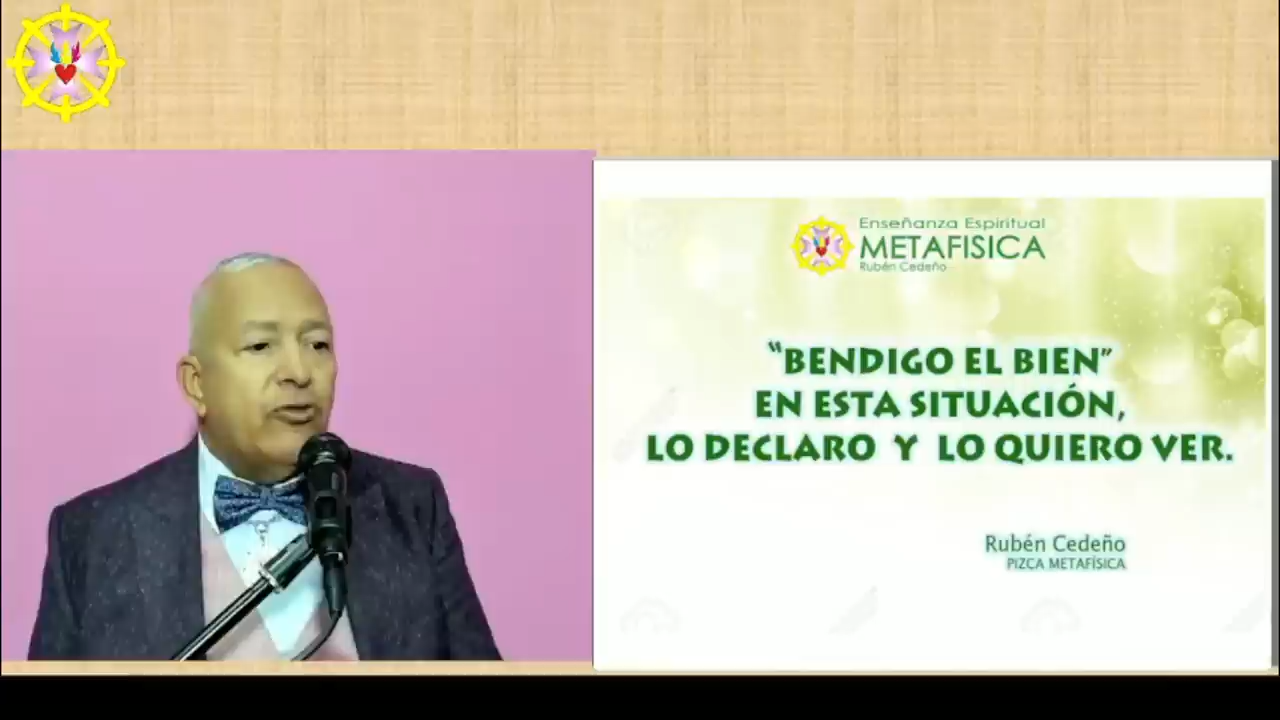 Enseñanza Espiritual
METAFISICA
Rubén Cedeño
“BENDIGO EL BIEN”
EN ESTA SITUACIÓN,
LO DECLARO Y LO QUIERO VER.
Rubén Cedeño
PIZCA METAFÍSICA